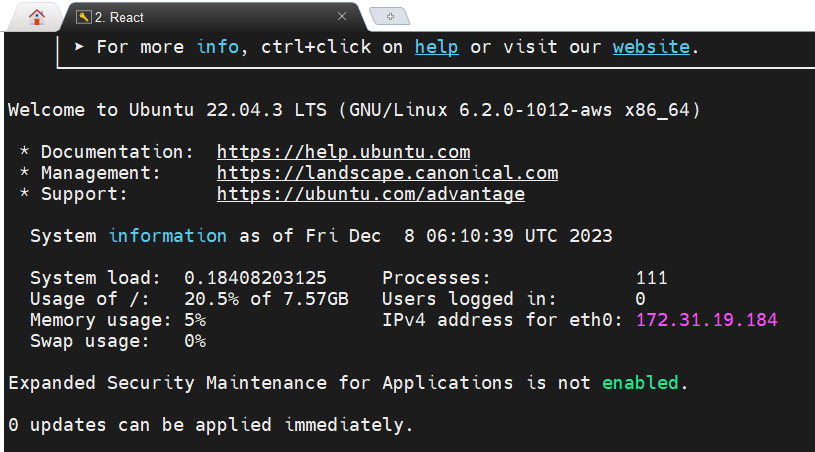 2. React
➤ For more info, ctrl+click on help or visit our website.
Welcome to Ubuntu 22.04.3 LTS (GNU/Linux 6.2.0-1012-aws x86_64)
* Documentation:  https://help.ubuntu.com
* Management:     https://landscape.canonical.com
* Support:        https://ubuntu.com/advantage
System information as of Fri Dec  8 06:10:39 UTC 2023
System load:  0.18408203125     Processes:             111
Usage of /:   20.5% of 7.57GB   Users logged in:       0
Memory usage: 5%                IPv4 address for eth0: 172.31.19.184
Swap usage:   0%
Expanded Security Maintenance for Applications is not enabled.
0 updates can be applied immediately.